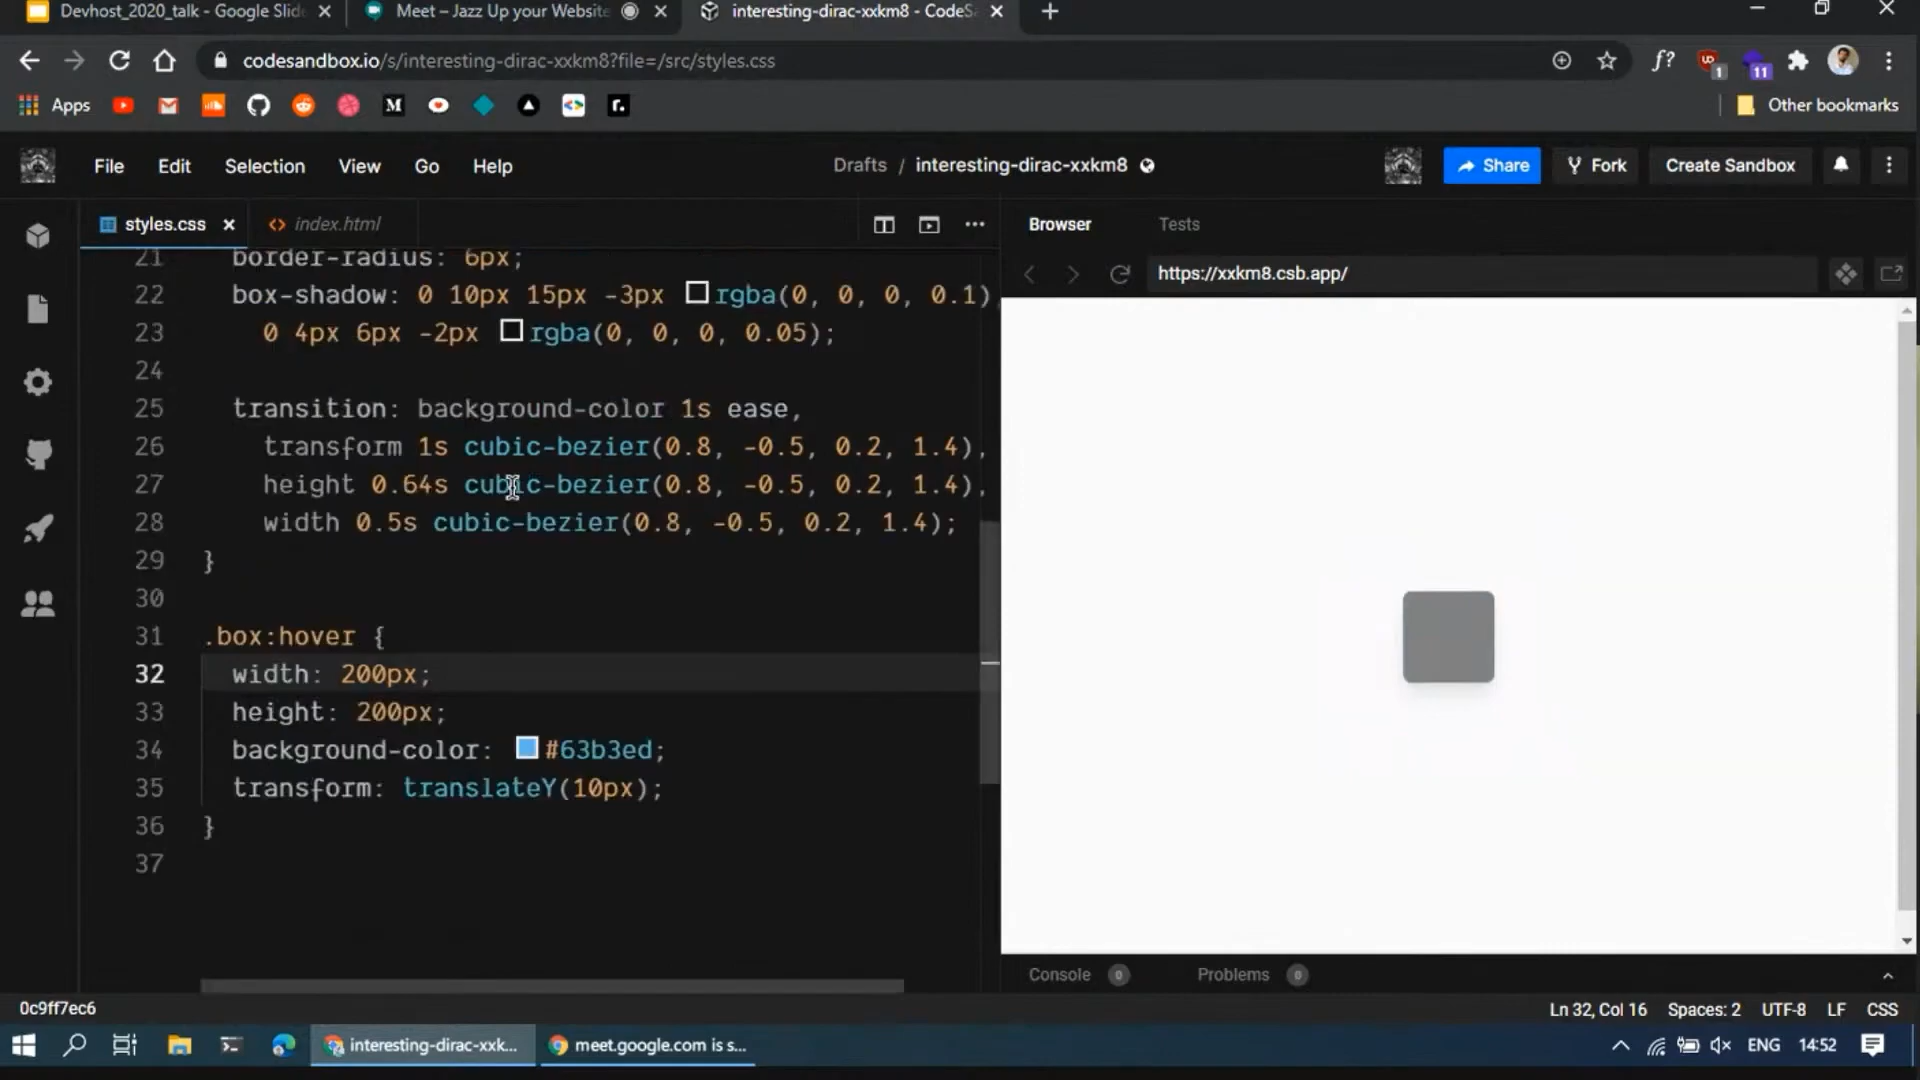 Devhost_2020_talk - Google Slide
Meet – Jazz Up your Website
interesting-dirac-xxkm8 - CodeSa
codesandbox.io/s/interesting-dirac-xxkm8?file=/src/styles.css
f?
1
11
Apps
M
r.
Other bookmarks
File
Edit
Selection
View
Go
Help
Drafts / interesting-dirac-xxkm8
Share
Fork
Create Sandbox
styles.css
index.html
Browser
Tests
https://xxkm8.csb.app/
21 border-radius: 6px;
22 box-shadow: 0 10px 15px -3px rgba(0, 0, 0, 0.1)
23 0 4px 6px -2px rgba(0, 0, 0, 0.05);
24
25 transition: background-color 1s ease,
26 transform 1s cubic-bezier(0.8, -0.5, 0.2, 1.4),
27 height 0.64s cubic-bezier(0.8, -0.5, 0.2, 1.4),
28 width 0.5s cubic-bezier(0.8, -0.5, 0.2, 1.4);
29 }
30
31 .box:hover {
32 width: 200px;
33 height: 200px;
34 background-color: #63b3ed;
35 transform: translateY(10px);
36 }
37
Console 0
Problems 0
0c9ff7ec6
Ln 32, Col 16
Spaces: 2
UTF-8
LF
CSS
interesting-dirac-xxk...
meet.google.com is s...
ENG
14:52